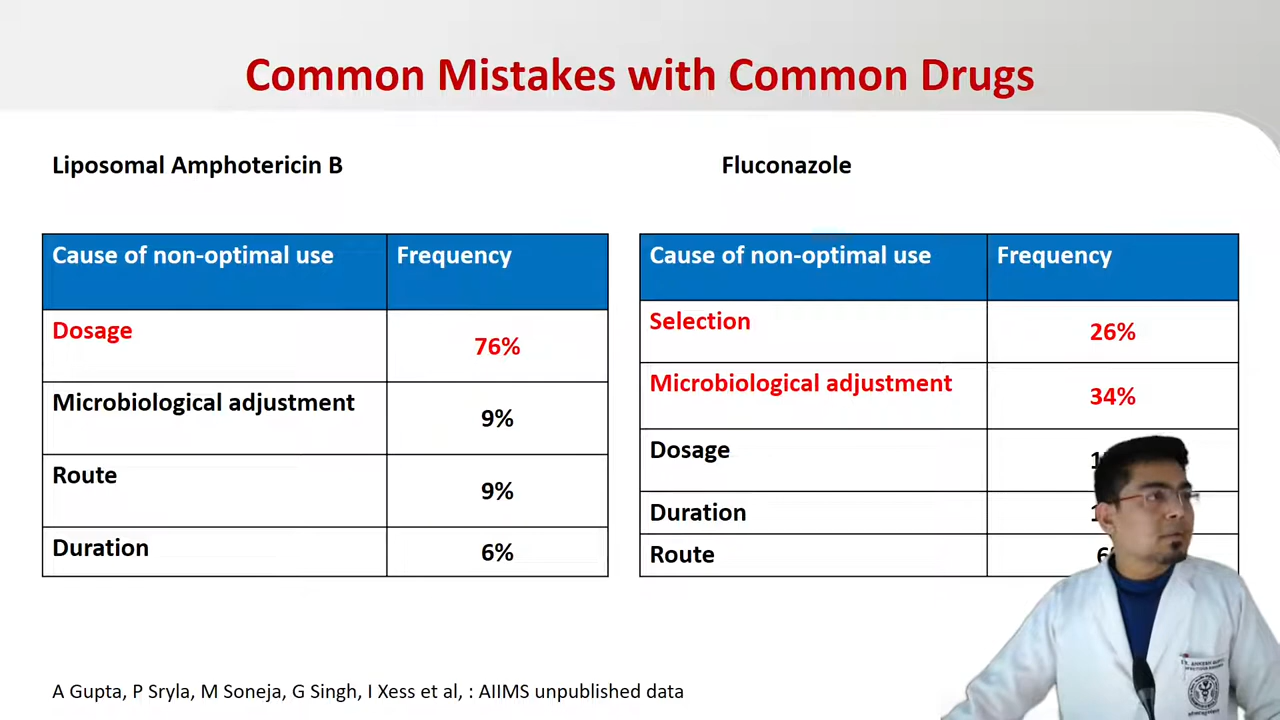 Common Mistakes with Common Drugs
Liposomal Amphotericin B
Fluconazole
Cause of non-optimal use Frequency
Dosage 76%
Microbiological adjustment 9%
Route 9%
Duration 6%
Cause of non-optimal use Frequency
Selection 26%
Microbiological adjustment 34%
Dosage
Duration
Route
A Gupta, P Sryla, M Soneja, G Singh, I Xess et al, : AIIMS unpublished data